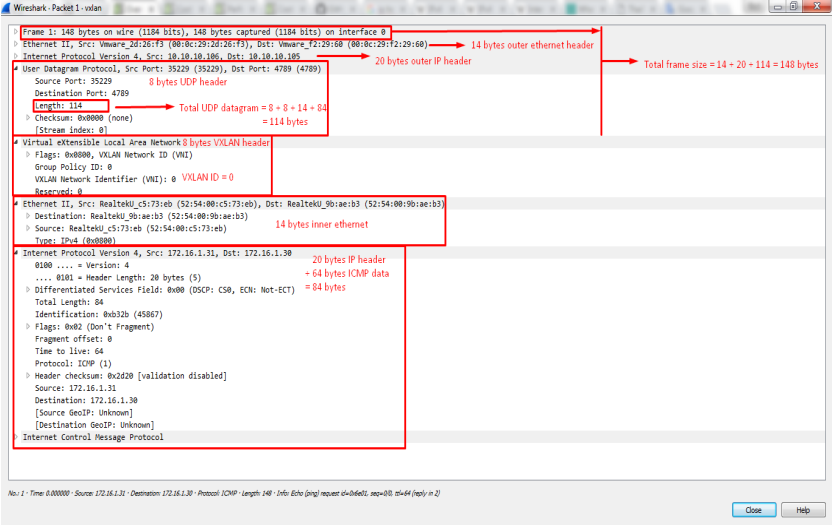 Wireshark · Packet 1 · vxlan
Frame 1: 148 bytes on wire (1184 bits), 148 bytes captured (1184 bits) on interface 0
Ethernet II, Src: Vmware_2d:26:f3 (00:0c:29:2d:26:f3), Dst: Vmware_f2:29:60 (00:0c:29:f2:29:60)
14 bytes outer ethernet header
Internet Protocol Version 4, Src: 10.10.10.106, Dst: 10.10.10.105
20 bytes outer IP header
Total frame size = 14 + 20 + 114 = 148 bytes
User Datagram Protocol, Src Port: 35229 (35229), Dst Port: 4789 (4789)
Source Port: 35229
8 bytes UDP header
Destination Port: 4789
Length: 114
Total UDP datagram = 8 + 8 + 14 + 84
= 114 bytes
Checksum: 0x0000 (none)
[Stream index: 0]
Virtual eXtensible Local Area Network
8 bytes VXLAN header
Flags: 0x0800, VXLAN Network ID (VNI)
Group Policy ID: 0
VXLAN Network Identifier (VNI): 0
VXLAN ID = 0
Reserved: 0
Ethernet II, Src: RealtekU_c5:73:eb (52:54:00:c5:73:eb), Dst: RealtekU_9b:ae:b3 (52:54:00:9b:ae:b3)
Destination: RealtekU_9b:ae:b3 (52:54:00:9b:ae:b3)
Source: RealtekU_c5:73:eb (52:54:00:c5:73:eb)
14 bytes inner ethernet
Type: IPv4 (0x0800)
Internet Protocol Version 4, Src: 172.16.1.31, Dst: 172.16.1.30
20 bytes IP header
+ 64 bytes ICMP data
= 84 bytes
0100 .... = Version: 4
.... 0101 = Header Length: 20 bytes (5)
Differentiated Services Field: 0x00 (DSCP: CS0, ECN: Not-ECT)
Total Length: 84
Identification: 0xb32b (45867)
Flags: 0x02 (Don't Fragment)
Fragment offset: 0
Time to live: 64
Protocol: ICMP (1)
Header checksum: 0x2d20 [validation disabled]
Source: 172.16.1.31
Destination: 172.16.1.30
[Source GeoIP: Unknown]
[Destination GeoIP: Unknown]
Internet Control Message Protocol
No.: 1 · Time: 0.000000 · Source: 172.16.1.31 · Destination: 172.16.1.30 · Protocol: ICMP · Length: 148 · Info: Echo (ping) request id=0x6e01, seq=0/0, ttl=64 (reply in 2)
Close
Help